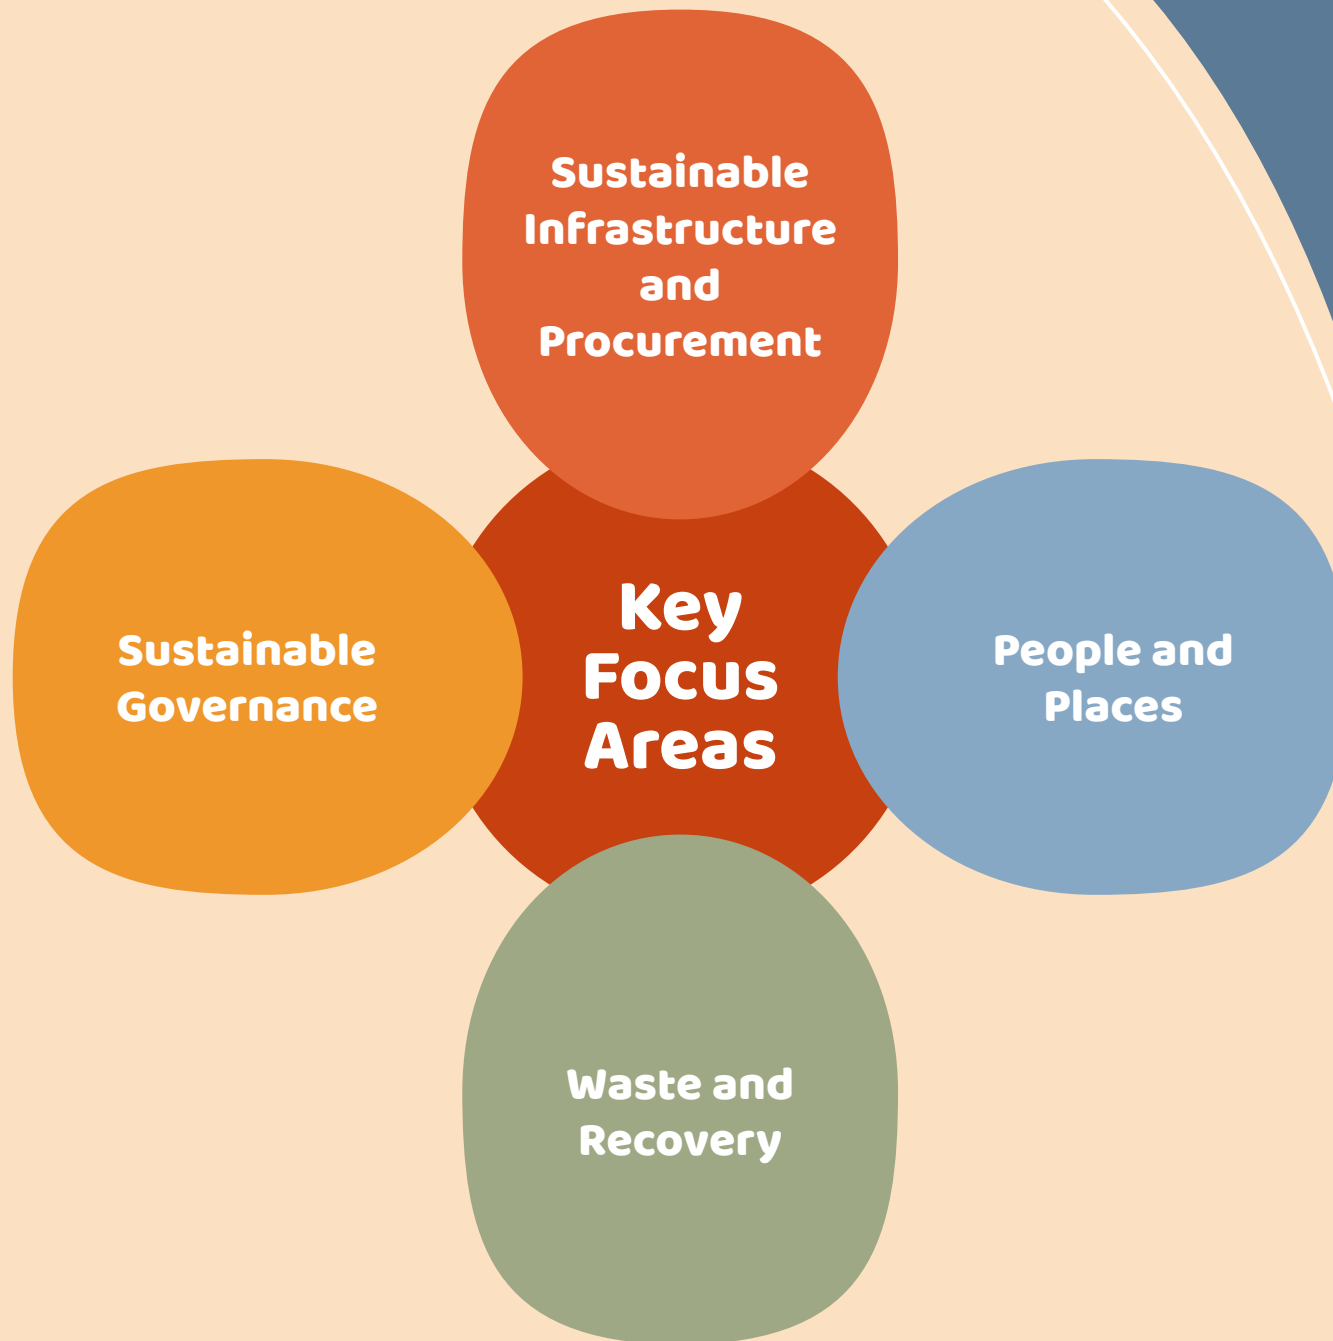 Sustainable
Infrastructure
and
Procurement
Sustainable
Governance
Key
Focus
Areas
People and
Places
Waste and
Recovery